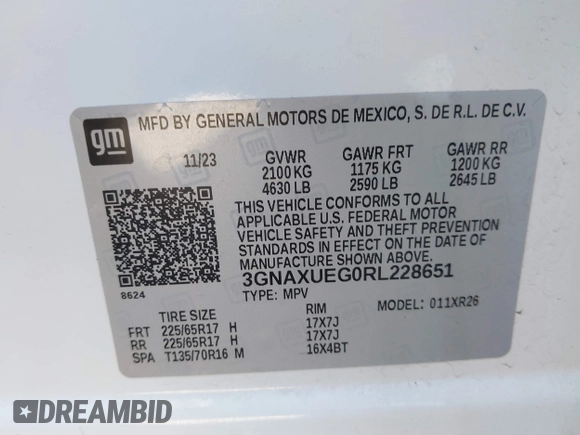 gm MFD BY GENERAL MOTORS DE MEXICO, S. DE R.L. DE C.V.
11/23 GVWR GAWR FRT GAWR RR
2100 KG 1175 KG 1200 KG
4630 LB 2590 LB 2645 LB
THIS VEHICLE CONFORMS TO ALL
APPLICABLE U.S. FEDERAL MOTOR
VEHICLE SAFETY AND THEFT PREVENTION
STANDARDS IN EFFECT ON THE DATE OF
MANUFACTURE SHOWN ABOVE.
3GNAXUEG0RL228651
8624 TYPE: MPV MODEL: 011XR26
TIRE SIZE RIM
FRT 225/65R17 H 17X7J
RR 225/65R17 H 17X7J
SPA T135/70R16 M 16X4BT
DREAMBID